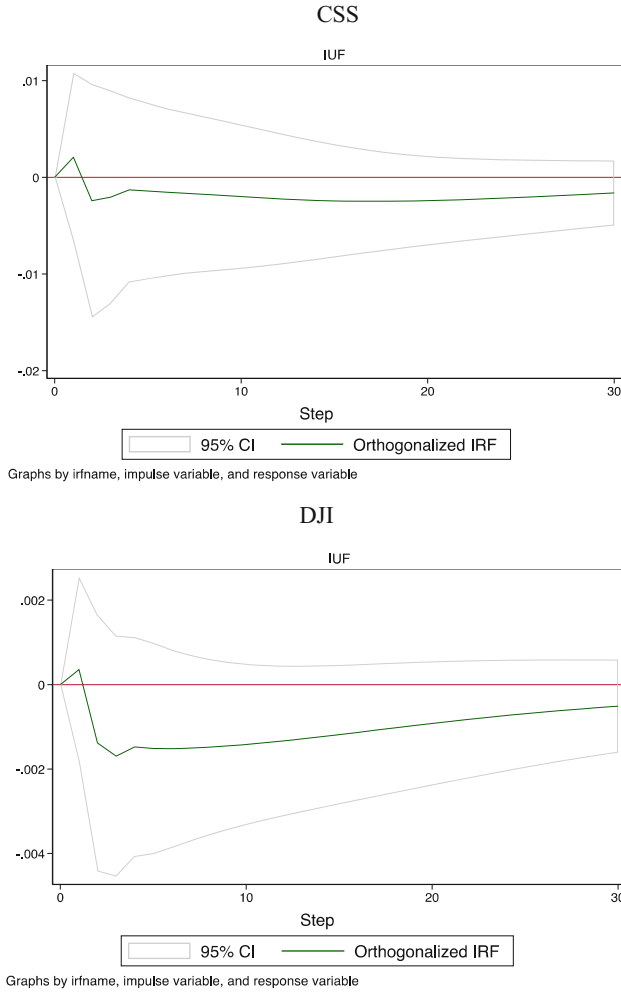 CSS
IUF
.01
0
-.01
-.02
0 10 20 30
Step
95% CI Orthogonalized IRF
Graphs by irfname, impulse variable, and response variable
DJI
IUF
.002
0
-.002
-.004
0 10 20 30
Step
95% CI Orthogonalized IRF
Graphs by irfname, impulse variable, and response variable